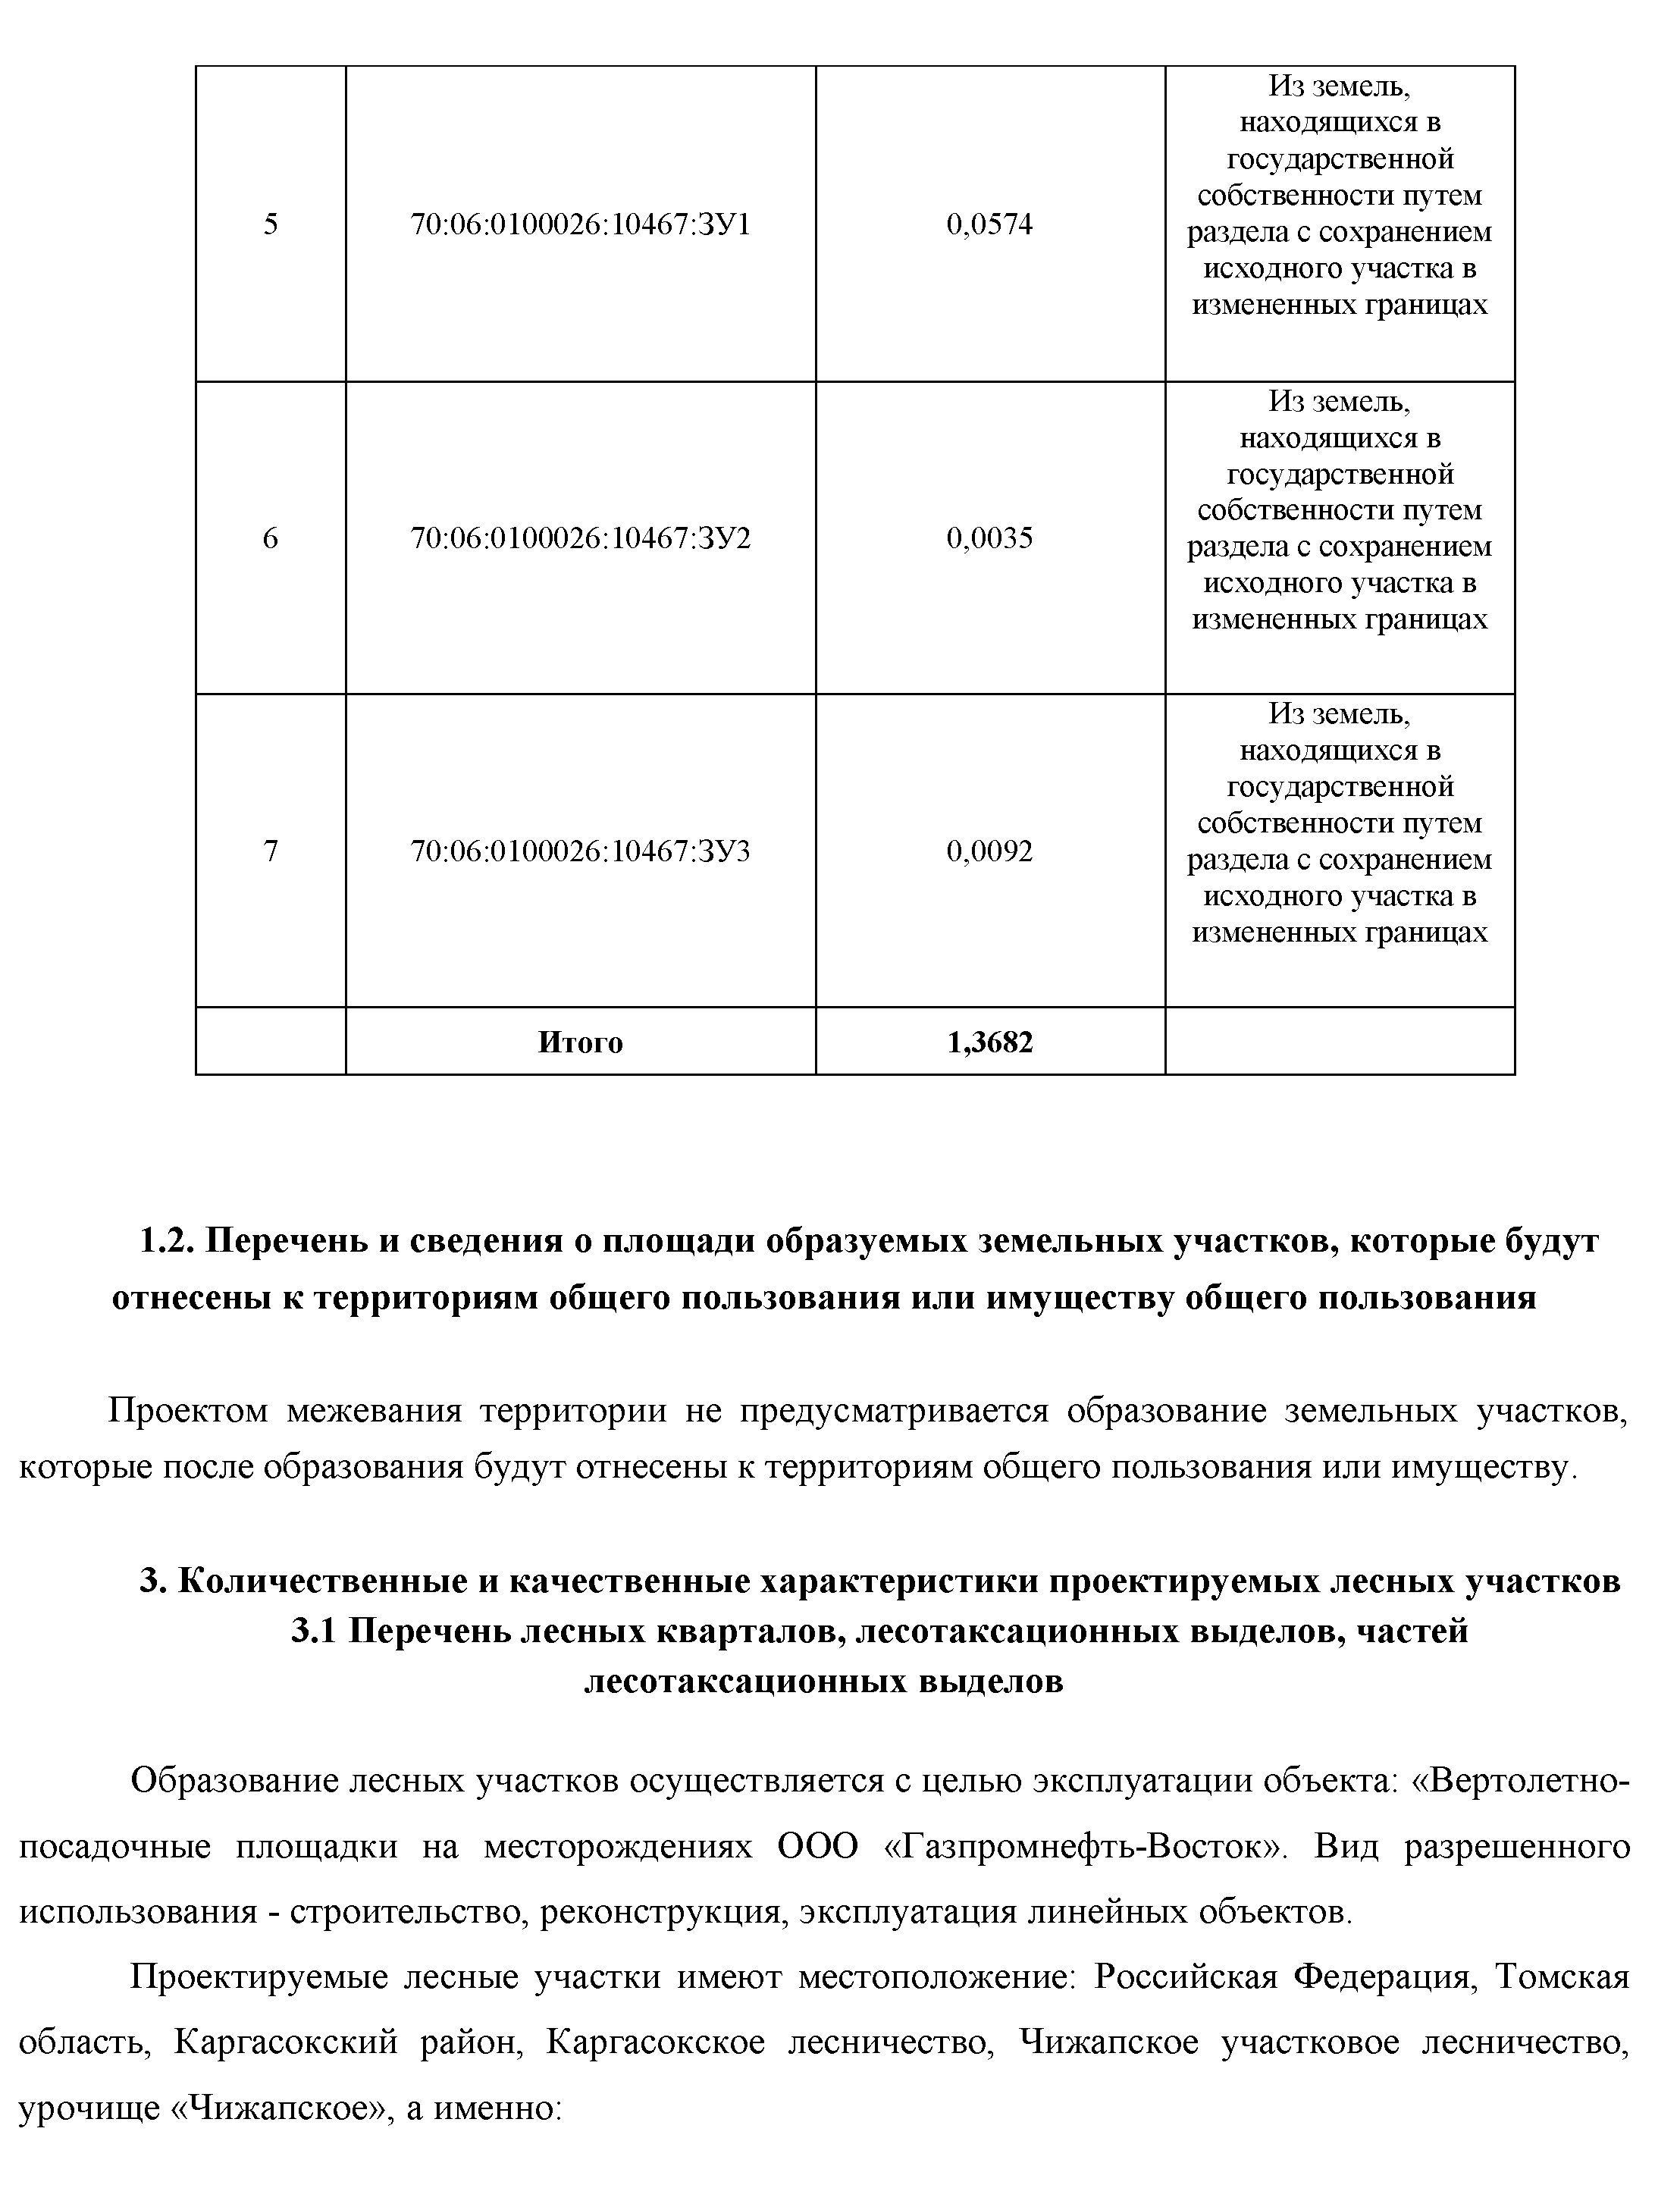 Из земель,
находящихся в
государственной
собственности путем
5 70:06:0100026:10467:ЗУ1 0,0574
раздела с сохранением
исходного участка в
измененных границах
Из земель,
находящихся в
государственной
собственности путем
6 70:06:0100026:10467:ЗУ2 0,0035
раздела с сохранением
исходного участка в
измененных границах
Из земель,
находящихся в
государственной
собственности путем
7 70:06:0100026:10467:ЗУ3 0,0092
раздела с сохранением
исходного участка в
измененных границах
Итого 1,3682
1.2. Перечень и сведения о площади образуемых земельных участков, которые будут
отнесены к территориям общего пользования или имуществу общего пользования
Проектом межевания территории не предусматривается образование земельных участков,
которые после образования будут отнесены к территориям общего пользования или имуществу.
3. Количественные и качественные характеристики проектируемых лесных участков
3.1 Перечень лесных кварталов, лесотаксационных выделов, частей
лесотаксационных выделов
Образование лесных участков осуществляется с целью эксплуатации объекта: «Вертолетно-
посадочные площадки на месторождениях ООО «Газпромнефть-Восток». Вид разрешенного
использования - строительство, реконструкция, эксплуатация линейных объектов.
Проектируемые лесные участки имеют местоположение: Российская Федерация, Томская
область, Каргасокский район, Каргасокское лесничество, Чижапское участковое лесничество,
урочище «Чижапское», а именно: